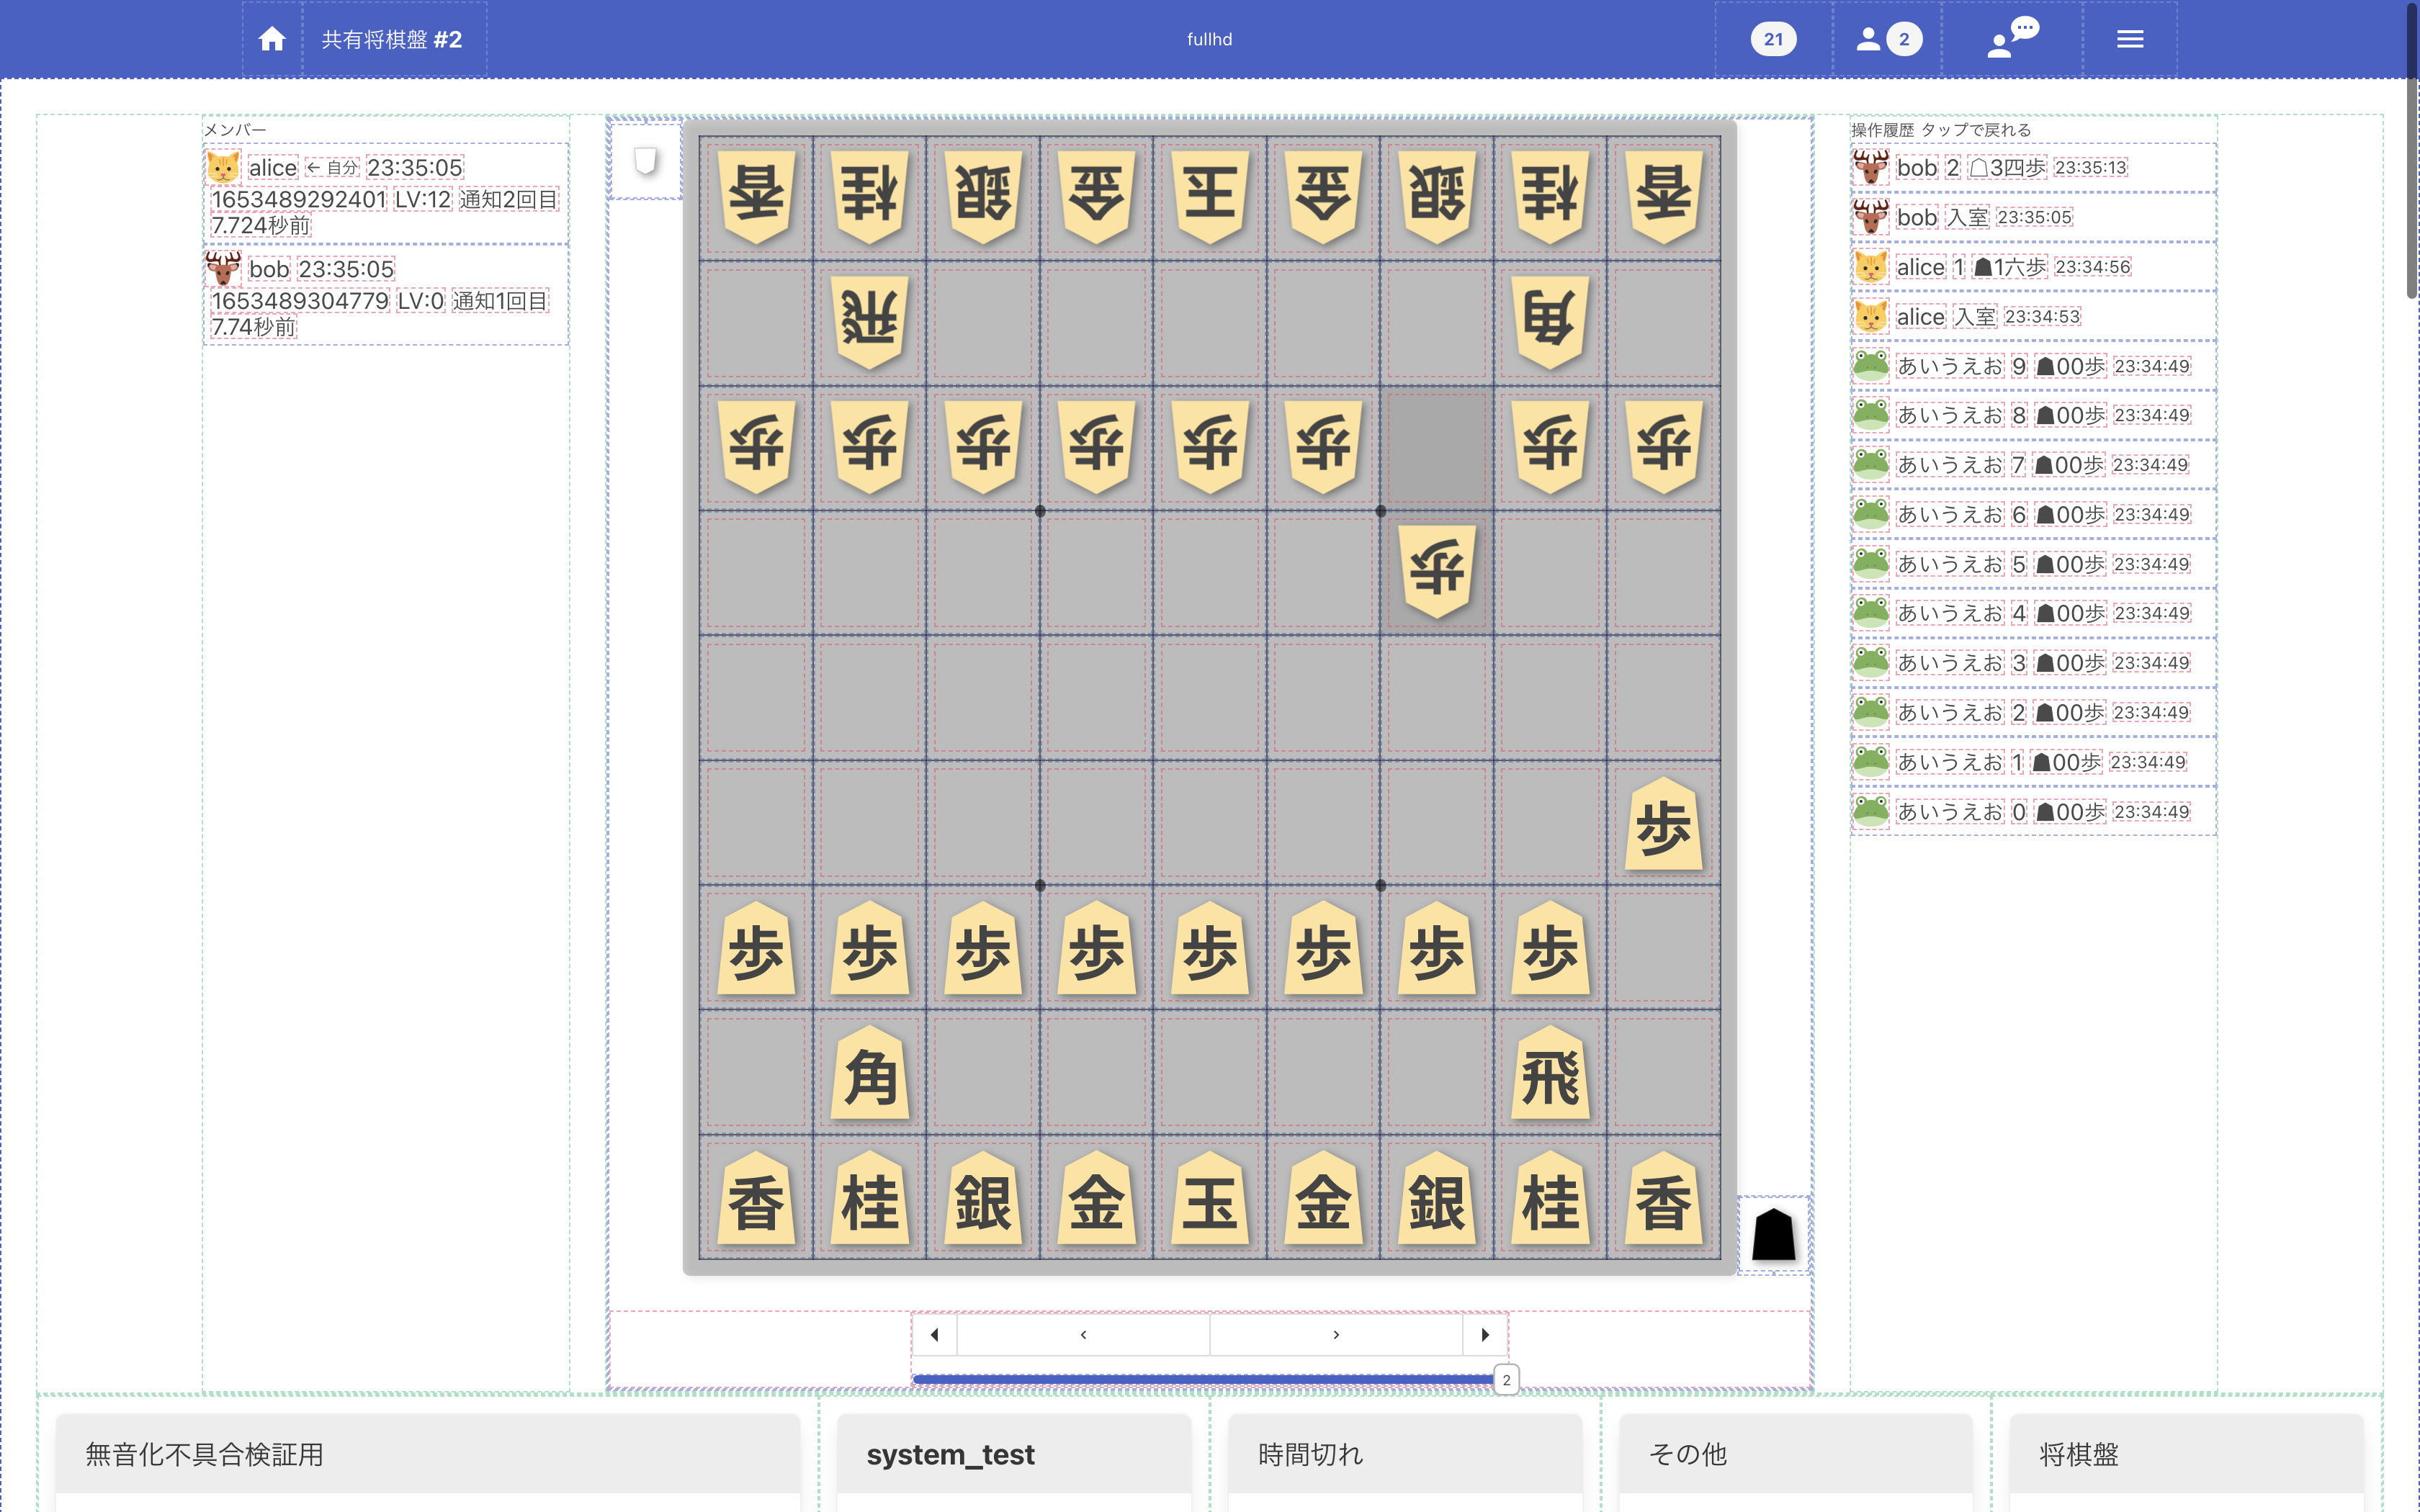 共有将棋盤 #2
fullhd
21
2
メンバー
alice ← 自分 23:35:05
1653489292401 LV:12 通知2回目
7.724秒前
bob 23:35:05
1653489304779 LV:0 通知1回目
7.74秒前
香 桂 銀 金 玉 金 銀 桂 香
飛 角
歩 歩 歩 歩 歩 歩 歩 歩
歩
歩
歩 歩 歩 歩 歩 歩 歩 歩
角 飛
香 桂 銀 金 玉 金 銀 桂 香
2
操作履歴 タップで戻れる
bob 2 ☖3四歩 23:35:13
bob 入室 23:35:05
alice 1 ☗1六歩 23:34:56
alice 入室 23:34:53
あいうえお 9 ☗00歩 23:34:49
あいうえお 8 ☗00歩 23:34:49
あいうえお 7 ☗00歩 23:34:49
あいうえお 6 ☗00歩 23:34:49
あいうえお 5 ☗00歩 23:34:49
あいうえお 4 ☗00歩 23:34:49
あいうえお 3 ☗00歩 23:34:49
あいうえお 2 ☗00歩 23:34:49
あいうえお 1 ☗00歩 23:34:49
あいうえお 0 ☗00歩 23:34:49
無音化不具合検証用
system_test
時間切れ
その他
将棋盤